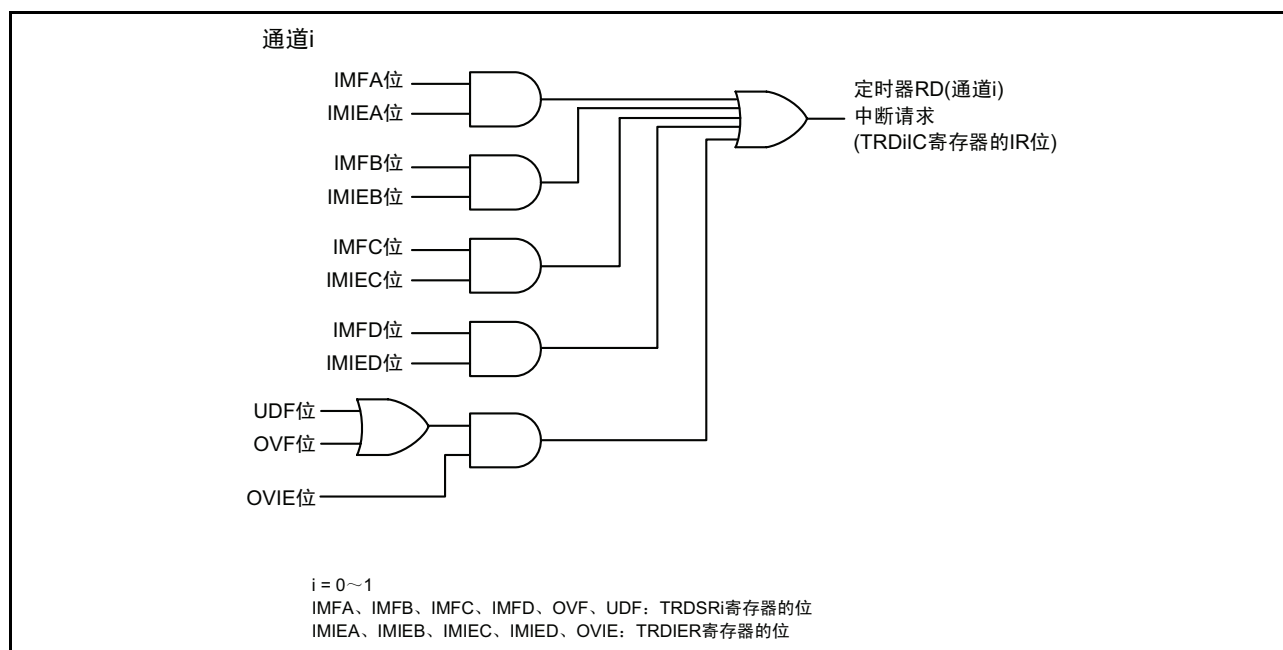 通道i
IMFA位
IMIEA位
IMFB位
IMIEB位
IMFC位
IMIEC位
IMFD位
IMIED位
UDF位
OVF位
OVIE位
定时器RD(通道i)
中断请求
(TRDiIC寄存器的IR位)
i = 0～1
IMFA、IMFB、IMFC、IMFD、OVF、UDF：TRDSRi寄存器的位
IMIEA、IMIEB、IMIEC、IMIED、OVIE：TRDIER寄存器的位